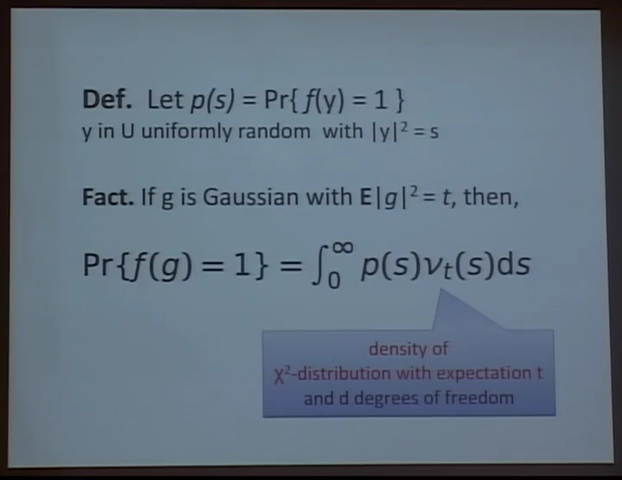 Def. Let p(s) = Pr{ f(y) = 1 }
y in U uniformly random with |y|² = s
Fact. If g is Gaussian with E|g|² = t, then,
Pr{f(g) = 1} = ∫₀^∞ p(s)νₜ(s)ds
density of
χ²-distribution with expectation t
and d degrees of freedom